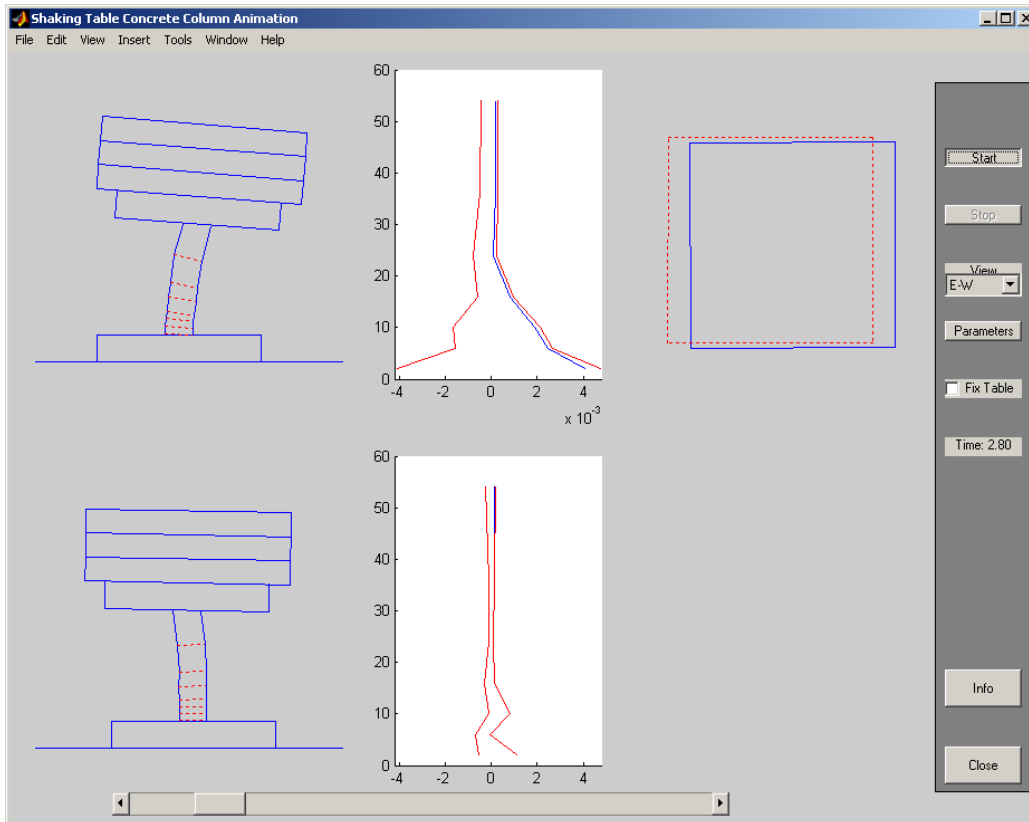 Shaking Table Concrete Column Animation
File Edit View Insert Tools Window Help
60
50
40
30
20
10
0
-4 -2 0 2 4
x 10^-3
60
50
40
30
20
10
0
-4 -2 0 2 4
Start
Stop
View
E-W
Parameters
Fix Table
Time: 2.80
Info
Close